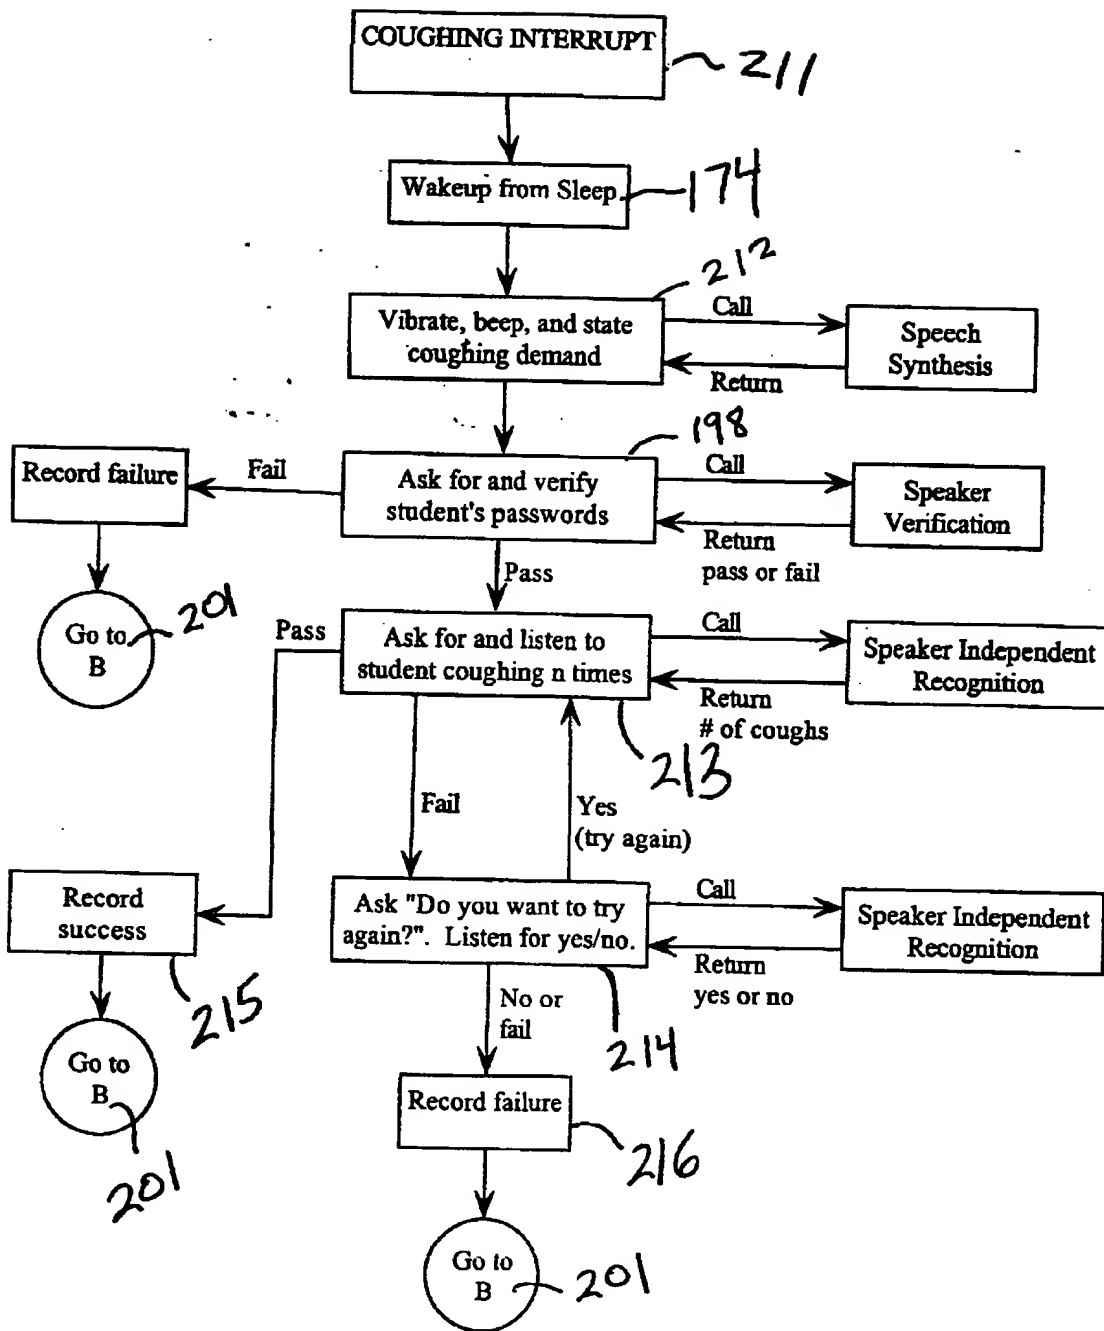 COUGHING INTERRUPT
211
Wakeup from Sleep
174
212
Vibrate, beep, and state
coughing demand
Call
Return
Speech
Synthesis
198
Record failure
Fail
Ask for and verify
student's passwords
Call
Return
pass or fail
Speaker
Verification
Pass
Go to
B
201
Pass
Ask for and listen to
student coughing n times
Call
Return
# of coughs
Speaker Independent
Recognition
213
Fail
Yes
(try again)
Record
success
215
Ask "Do you want to try
again?". Listen for yes/no.
Call
Return
yes or no
Speaker Independent
Recognition
214
No or
fail
Go to
B
201
Record failure
216
Go to
B
201